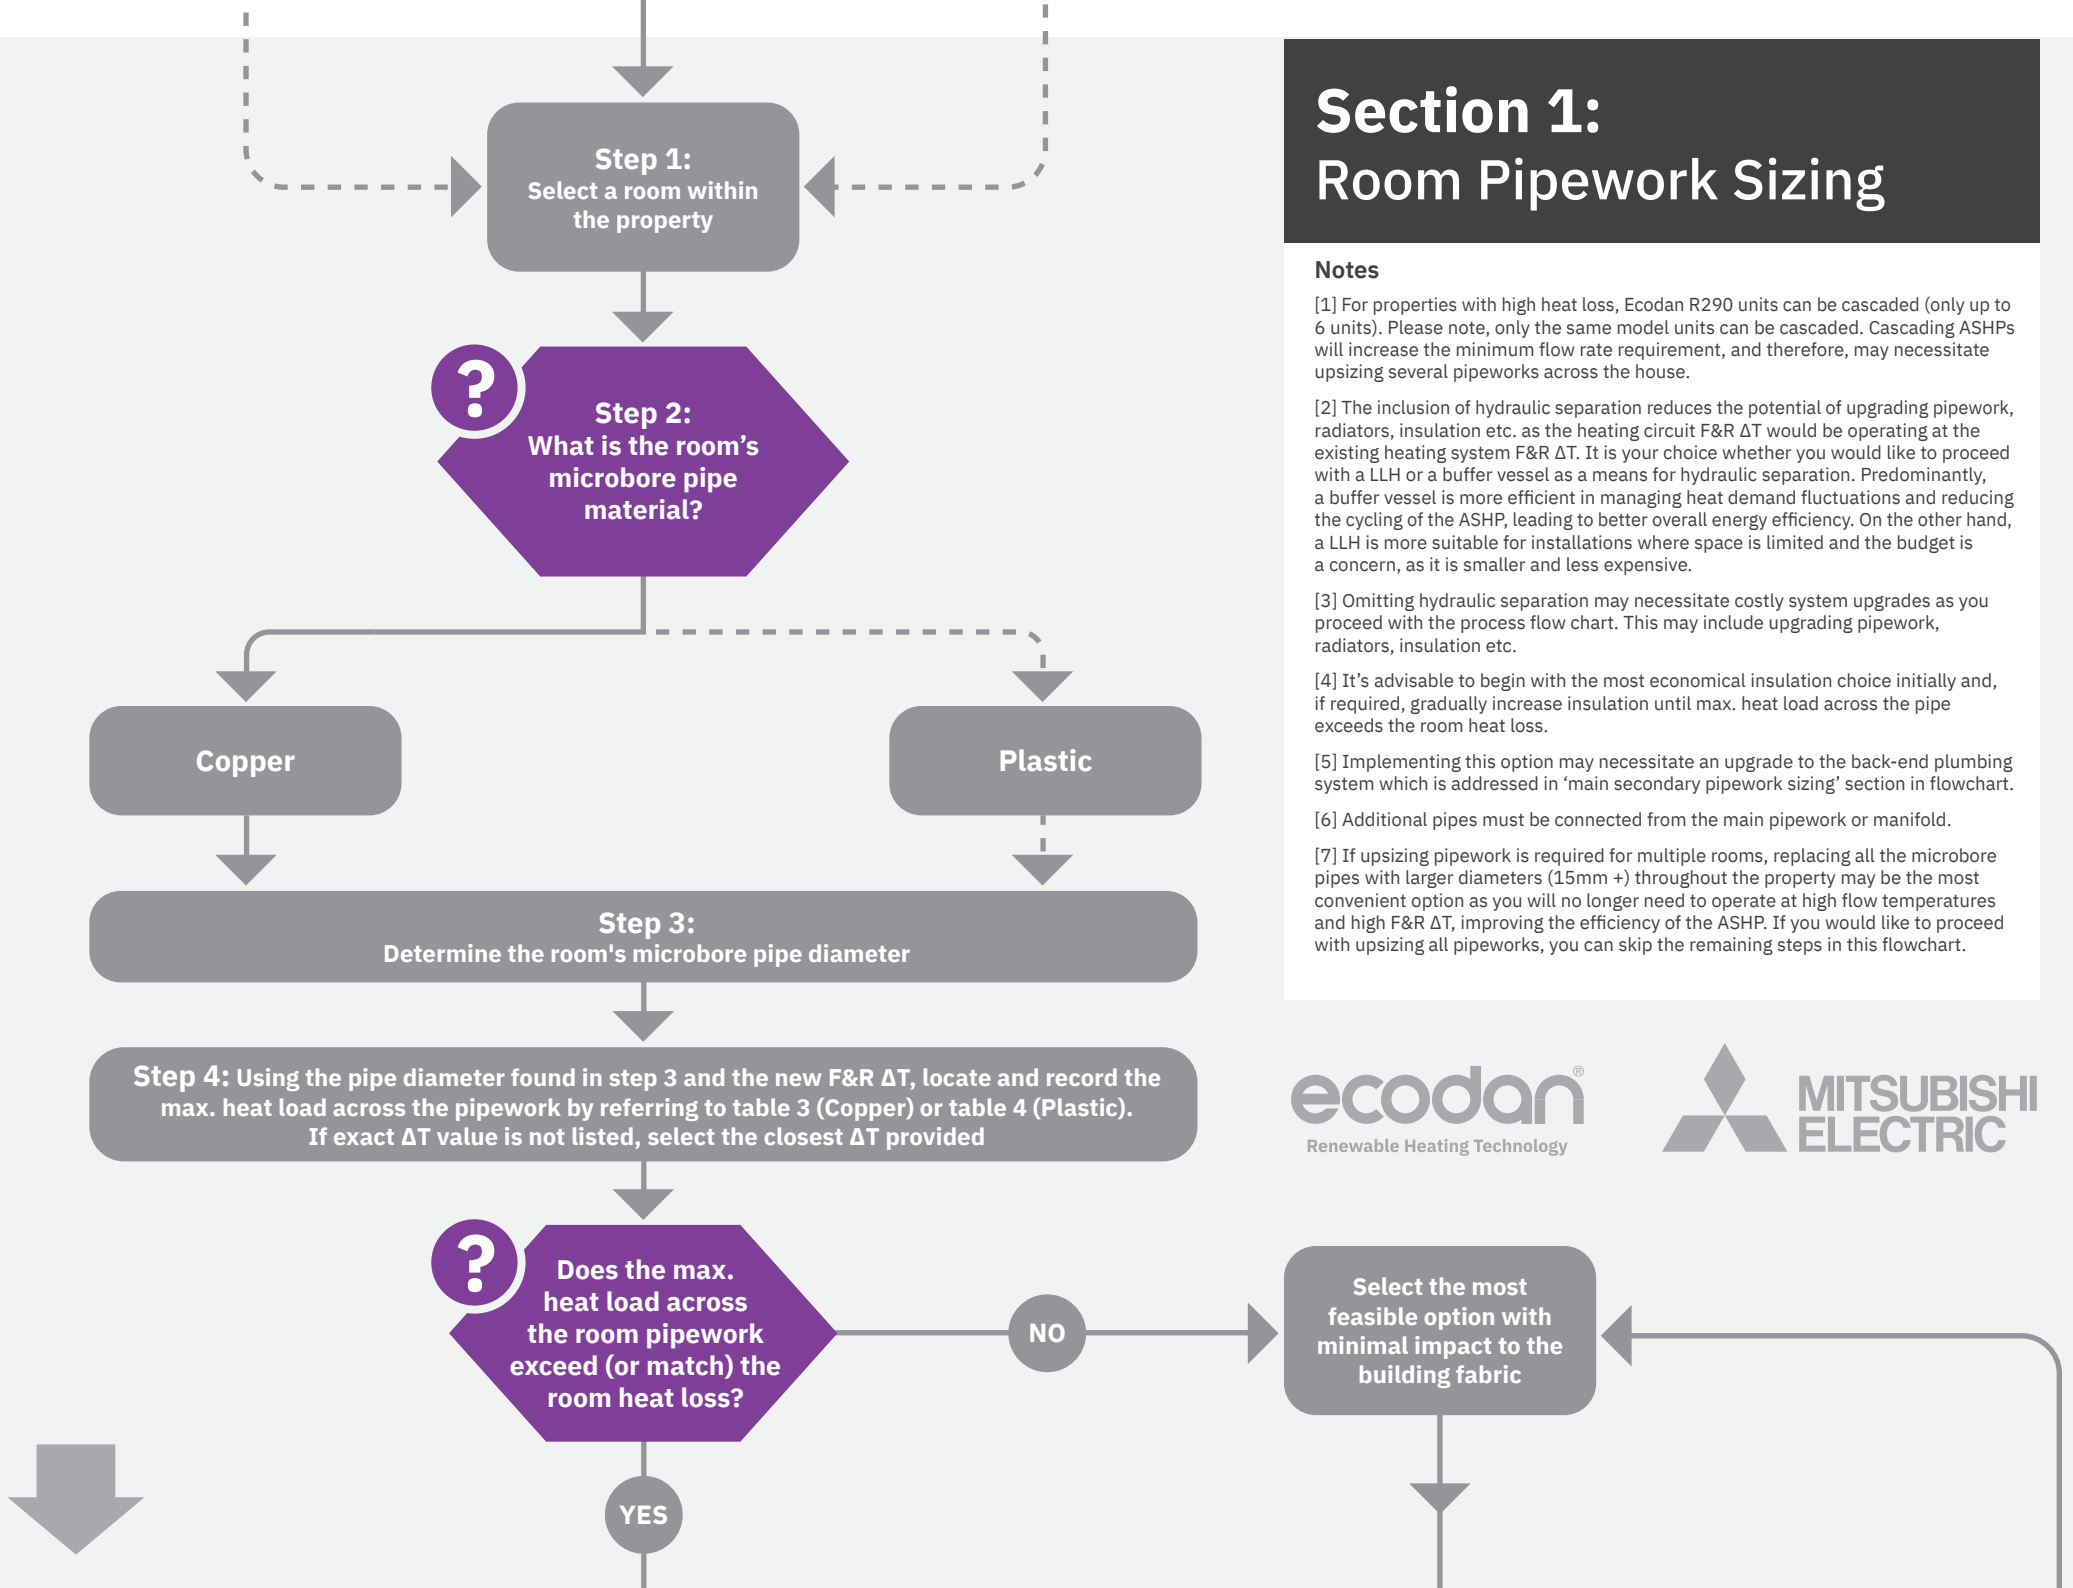 Step 1:
Select a room within
the property
?
Step 2:
What is the room’s
microbore pipe
material?
Copper
Plastic
Step 3:
Determine the room's microbore pipe diameter
Step 4: Using the pipe diameter found in step 3 and the new F&R ΔT, locate and record the
max. heat load across the pipework by referring to table 3 (Copper) or table 4 (Plastic).
If exact ΔT value is not listed, select the closest ΔT provided
?
Does the max.
heat load across
the room pipework
exceed (or match) the
room heat loss?
NO
YES
Select the most
feasible option with
minimal impact to the
building fabric
Section 1:
Room Pipework Sizing
Notes
[1] For properties with high heat loss, Ecodan R290 units can be cascaded (only up to
6 units). Please note, only the same model units can be cascaded. Cascading ASHPs
will increase the minimum flow rate requirement, and therefore, may necessitate
upsizing several pipeworks across the house.
[2] The inclusion of hydraulic separation reduces the potential of upgrading pipework,
radiators, insulation etc. as the heating circuit F&R ΔT would be operating at the
existing heating system F&R ΔT. It is your choice whether you would like to proceed
with a LLH or a buffer vessel as a means for hydraulic separation. Predominantly,
a buffer vessel is more efficient in managing heat demand fluctuations and reducing
the cycling of the ASHP, leading to better overall energy efficiency. On the other hand,
a LLH is more suitable for installations where space is limited and the budget is
a concern, as it is smaller and less expensive.
[3] Omitting hydraulic separation may necessitate costly system upgrades as you
proceed with the process flow chart. This may include upgrading pipework,
radiators, insulation etc.
[4] It’s advisable to begin with the most economical insulation choice initially and,
if required, gradually increase insulation until max. heat load across the pipe
exceeds the room heat loss.
[5] Implementing this option may necessitate an upgrade to the back-end plumbing
system which is addressed in ‘main secondary pipework sizing’ section in flowchart.
[6] Additional pipes must be connected from the main pipework or manifold.
[7] If upsizing pipework is required for multiple rooms, replacing all the microbore
pipes with larger diameters (15mm +) throughout the property may be the most
convenient option as you will no longer need to operate at high flow temperatures
and high F&R ΔT, improving the efficiency of the ASHP. If you would like to proceed
with upsizing all pipeworks, you can skip the remaining steps in this flowchart.
ecodan®
Renewable Heating Technology
MITSUBISHI
ELECTRIC